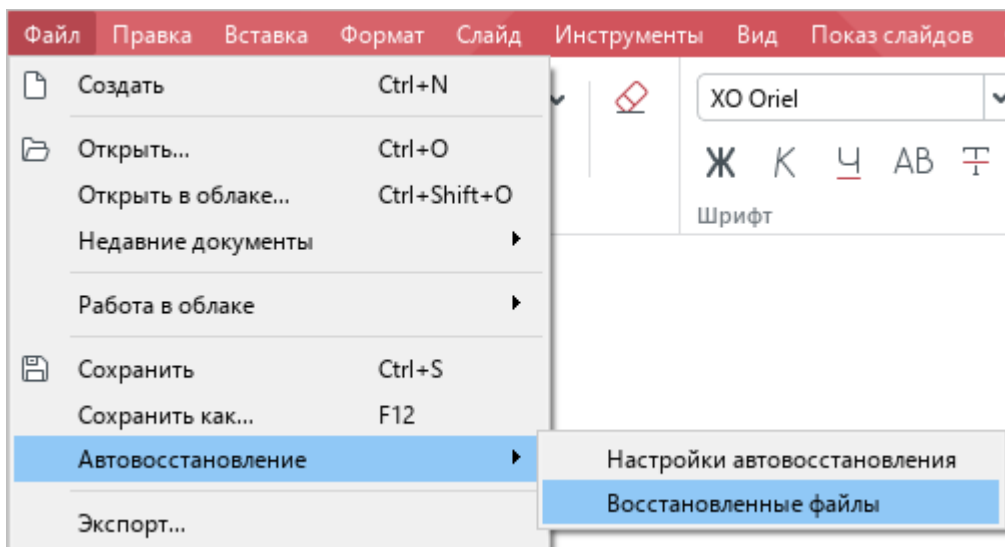 Файл Правка Вставка Формат Слайд Инструменты Вид Показ слайдов
Создать Ctrl+N
XO Oriel
Открыть... Ctrl+O
Ж К Ч АВ Т
Открыть в облаке... Ctrl+Shift+O
Шрифт
Недавние документы
Работа в облаке
Сохранить Ctrl+S
Сохранить как... F12
Автовосстановление
Настройки автовосстановления
Восстановленные файлы
Экспорт...